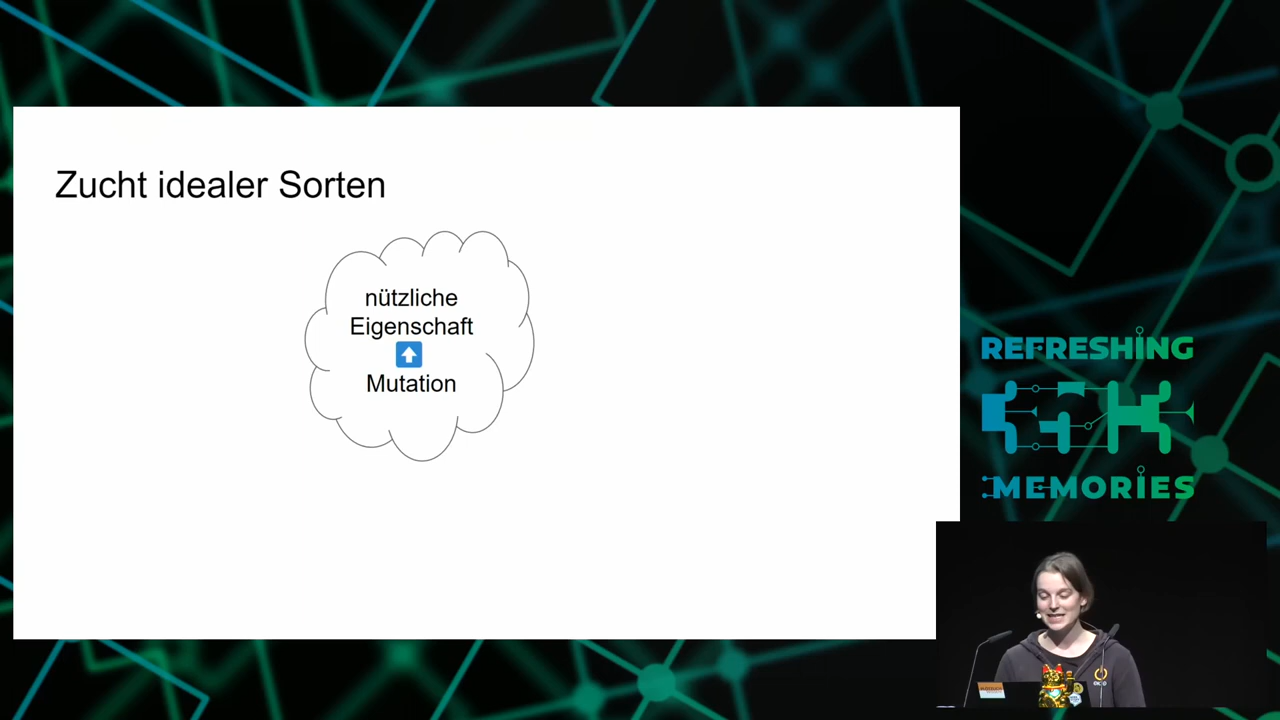 Zucht idealer Sorten
nützliche
Eigenschaft
Mutation
REFRESHING
MEMORIES